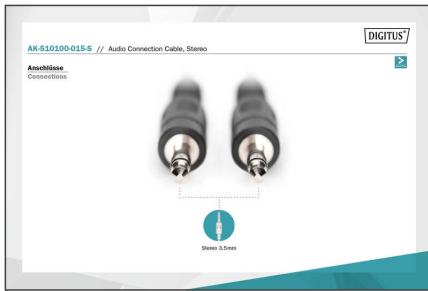 DIGITUS®
AK-510100-015-S // Audio Connection Cable, Stereo
Anschlüsse
Connections
Stereo 3.5mm